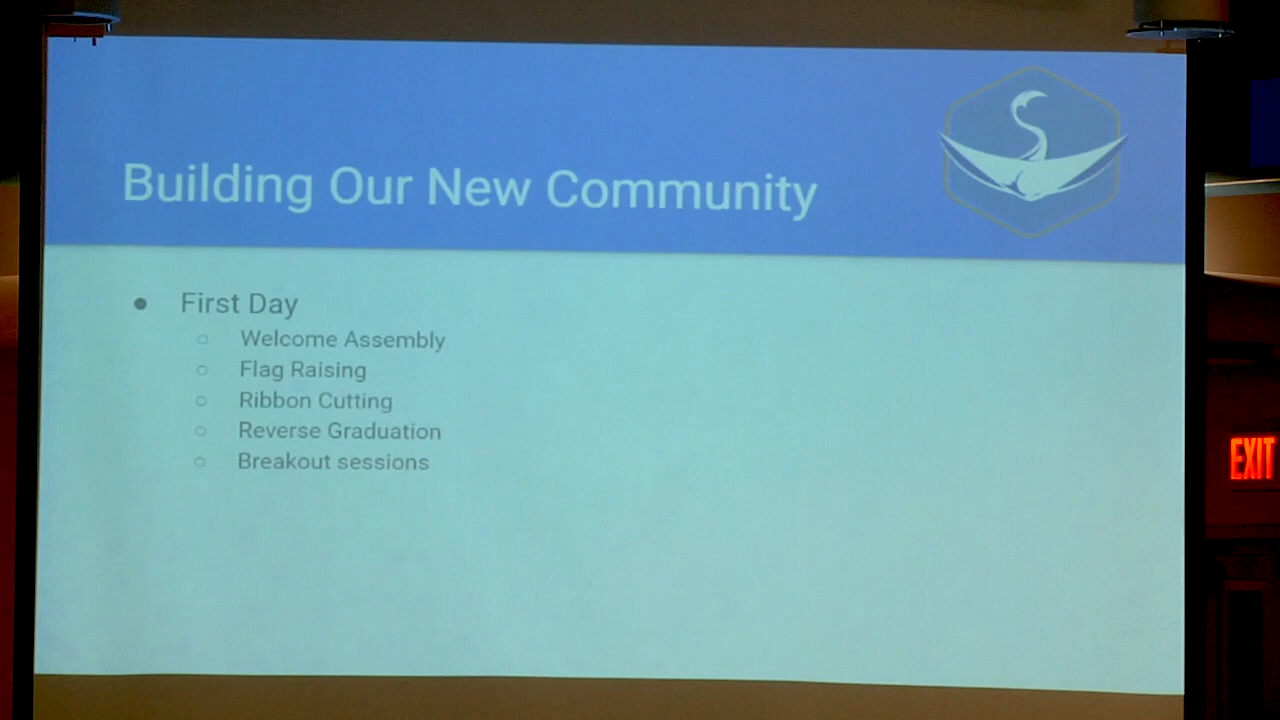 Building Our New Community
● First Day
○ Welcome Assembly
○ Flag Raising
○ Ribbon Cutting
○ Reverse Graduation
○ Breakout sessions
EXIT